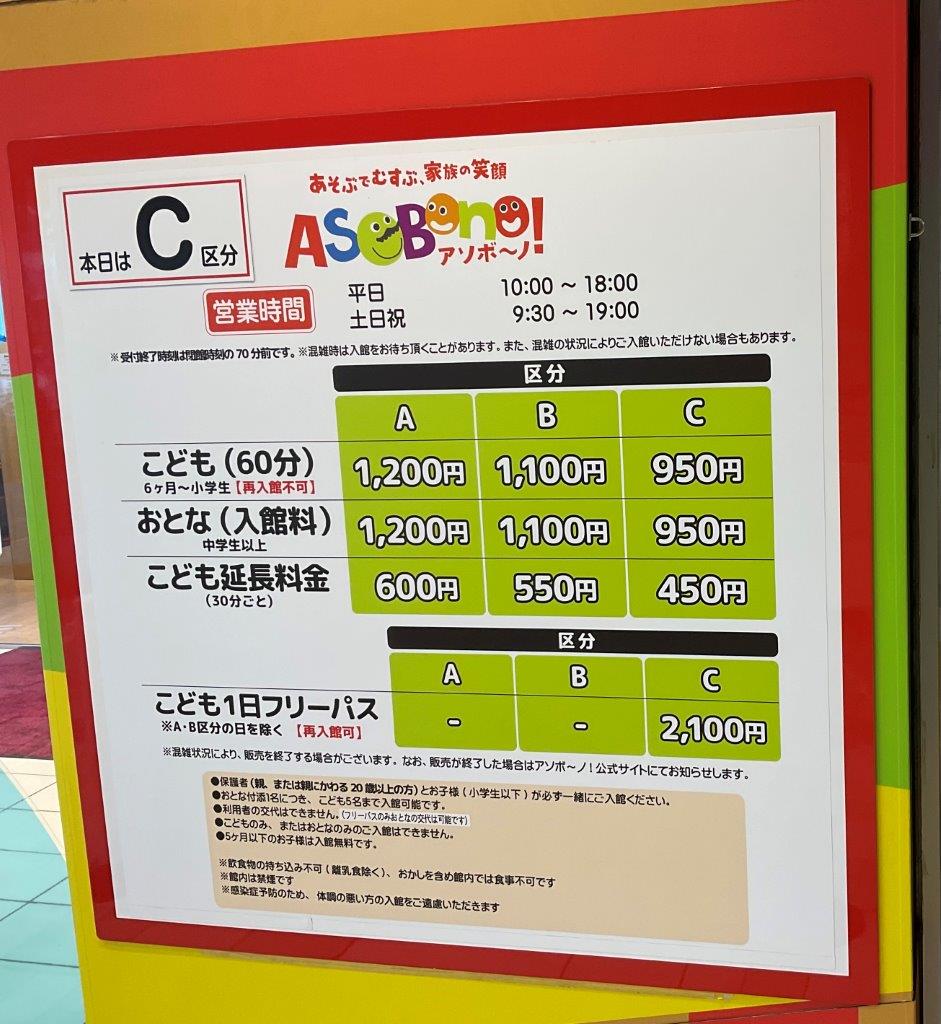 本日は C 区分
あそぶでむすぶ、家族の笑顔
ASOBONO!
アソボ〜ノ!
営業時間
平日 10:00 〜 18:00
土日祝 9:30 〜 19:00
※受付終了時刻は閉館時刻の70分前です。※混雑時は入館をお待ち頂くことがあります。また、混雑の状況によりご入館いただけない場合もあります。
区分
A B C
こども(60分) 1,200円 1,100円 950円
6ヶ月〜小学生【再入館不可】
おとな(入館料) 1,200円 1,100円 950円
中学生以上
こども延長料金 600円 550円 450円
(30分ごと)
区分
A B C
こども1日フリーパス - - 2,100円
※A・B区分の日を除く 【再入館可】
※混雑状況により、販売を終了する場合がございます。なお、販売が終了した場合はアソボ〜ノ!公式サイトにてお知らせします。
●保護者(親、または親にかわる20歳以上の方)とお子様(小学生以下)が必ず一緒にご入館ください。
●おとな付添1名につき、こども5名まで入館可能です。
●利用者の交代はできません。(フリーパスのみおとなの交代は可能です)
●こどものみ、またはおとなのみのご入館はできません。
●5ヶ月以下のお子様は入館無料です。
※飲食物の持ち込み不可(離乳食除く)、おかしを含め館内では食事不可です
※館内は禁煙です
※感染症予防のため、体調の悪い方の入館をご遠慮いただきます